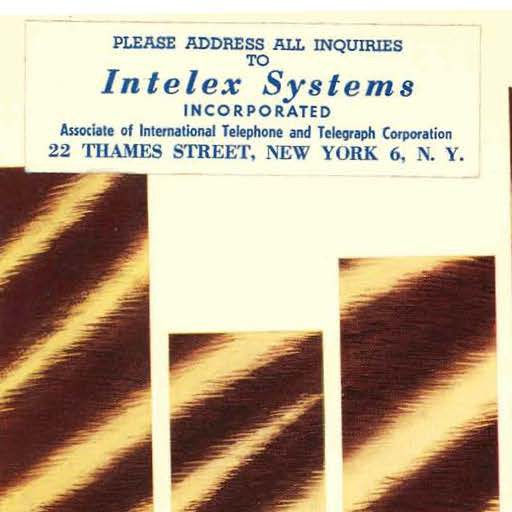 PLEASE ADDRESS ALL INQUIRIES
TO
Intelex Systems
INCORPORATED
Associate of International Telephone and Telegraph Corporation
22 THAMES STREET, NEW YORK 6, N. Y.